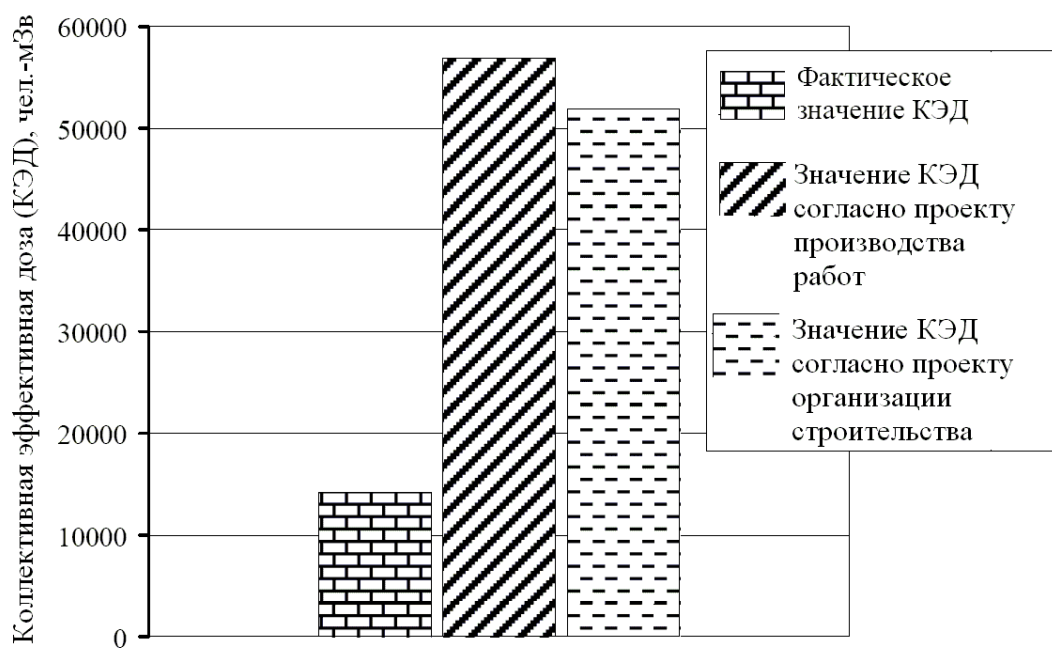 Коллективная эффективная доза (КЭД), чел.-мЗв
60000
50000
40000
30000
20000
10000
0
Фактическое
значение КЭД
Значение КЭД
согласно проекту
производства
работ
Значение КЭД
согласно проекту
организации
строительства